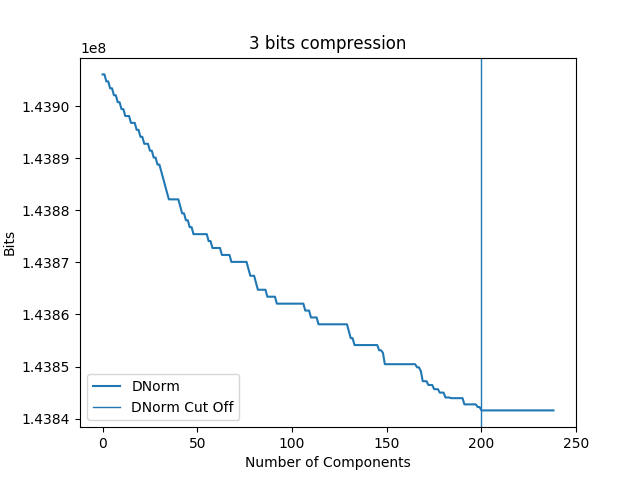 3 bits compression
1e8
1.4390
1.4389
1.4388
1.4387
1.4386
1.4385
1.4384
Bits
DNorm
DNorm Cut Off
0 50 100 150 200 250
Number of Components